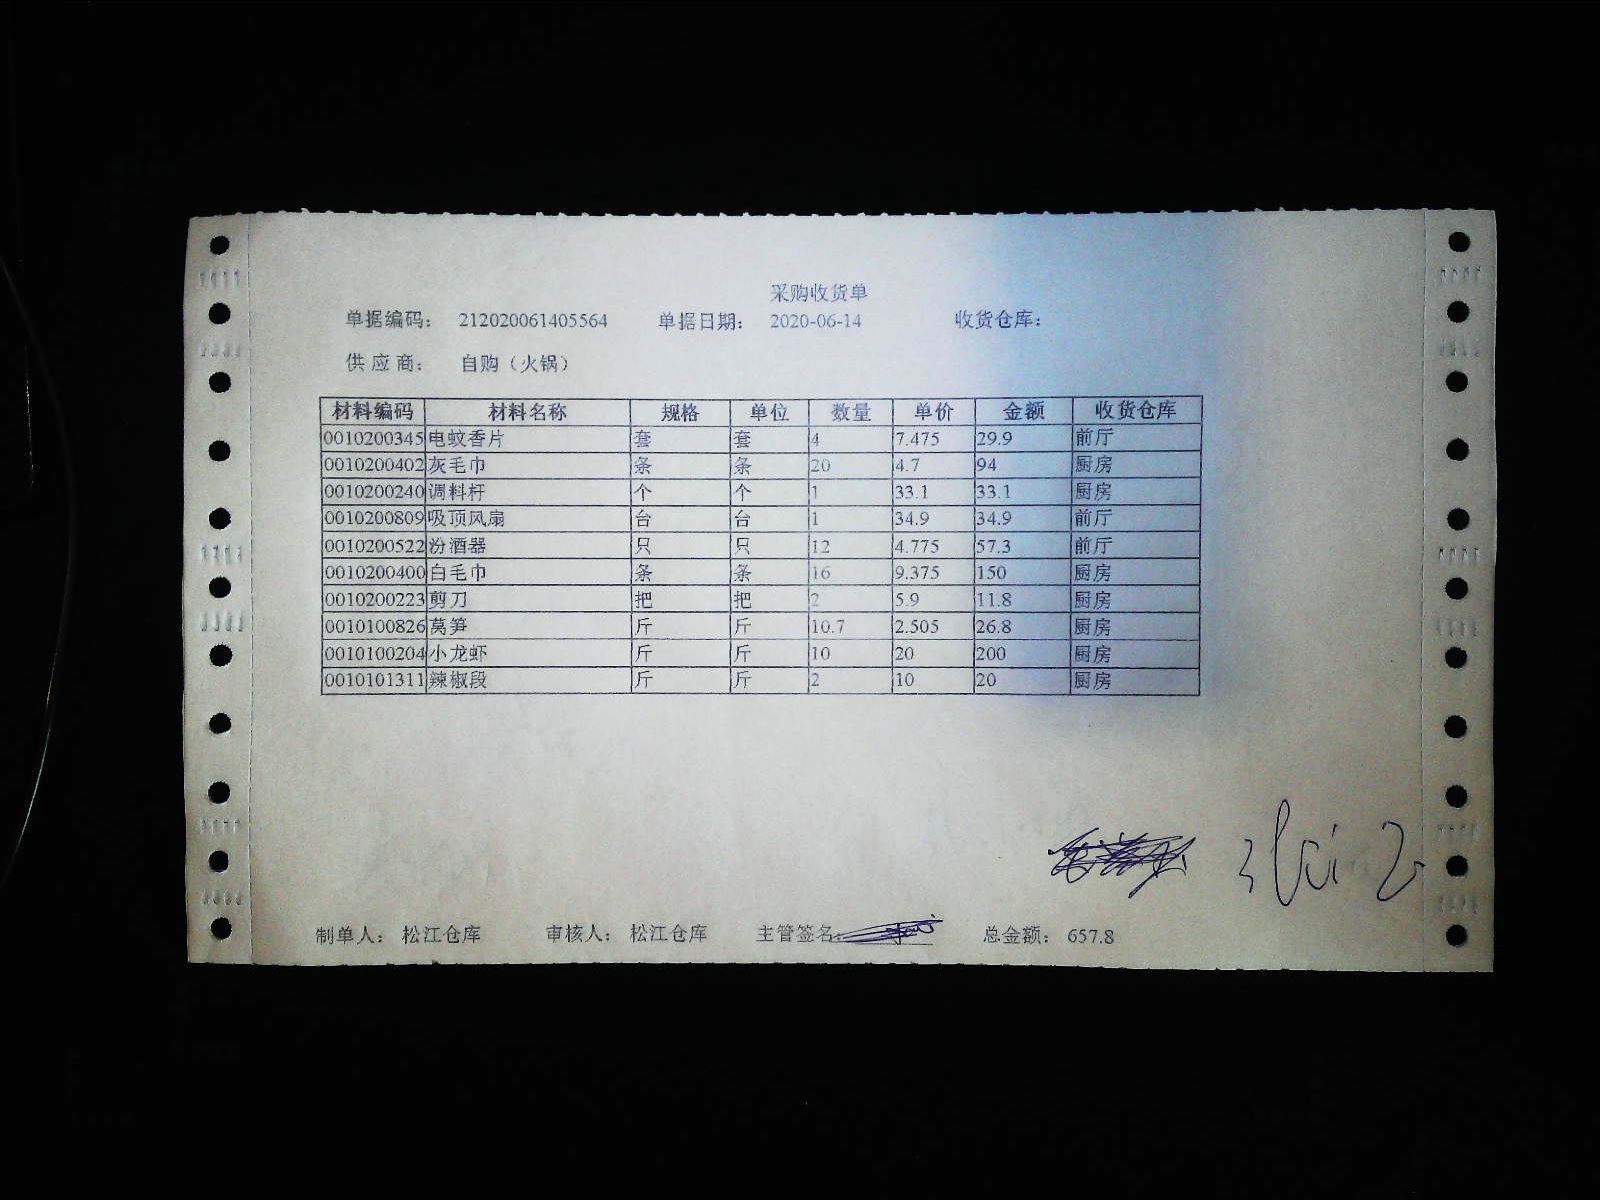 采购收货单
单据编码： 212020061405564 单据日期： 2020-06-14 收货仓库：
供 应 商： 自购（火锅）
材料编码 材料名称 规格 单位 数量 单价 金额 收货仓库
0010200345 电蚊香片 套 套 4 7.475 29.9 前厅
0010200402 灰毛巾 条 条 20 4.7 94 厨房
0010200240 调料杆 个 个 1 33.1 33.1 厨房
0010200809 吸顶风扇 台 台 1 34.9 34.9 前厅
0010200522 汾酒器 只 只 12 4.775 57.3 前厅
0010200400 白毛巾 条 条 16 9.375 150 厨房
0010200223 剪刀 把 把 2 5.9 11.8 厨房
0010100826 莴笋 斤 斤 10.7 2.505 26.8 厨房
0010100204 小龙虾 斤 斤 10 20 200 厨房
0010101311 辣椒段 斤 斤 2 10 20 厨房
制单人： 松江仓库 审核人： 松江仓库 主管签名： 总金额： 657.8